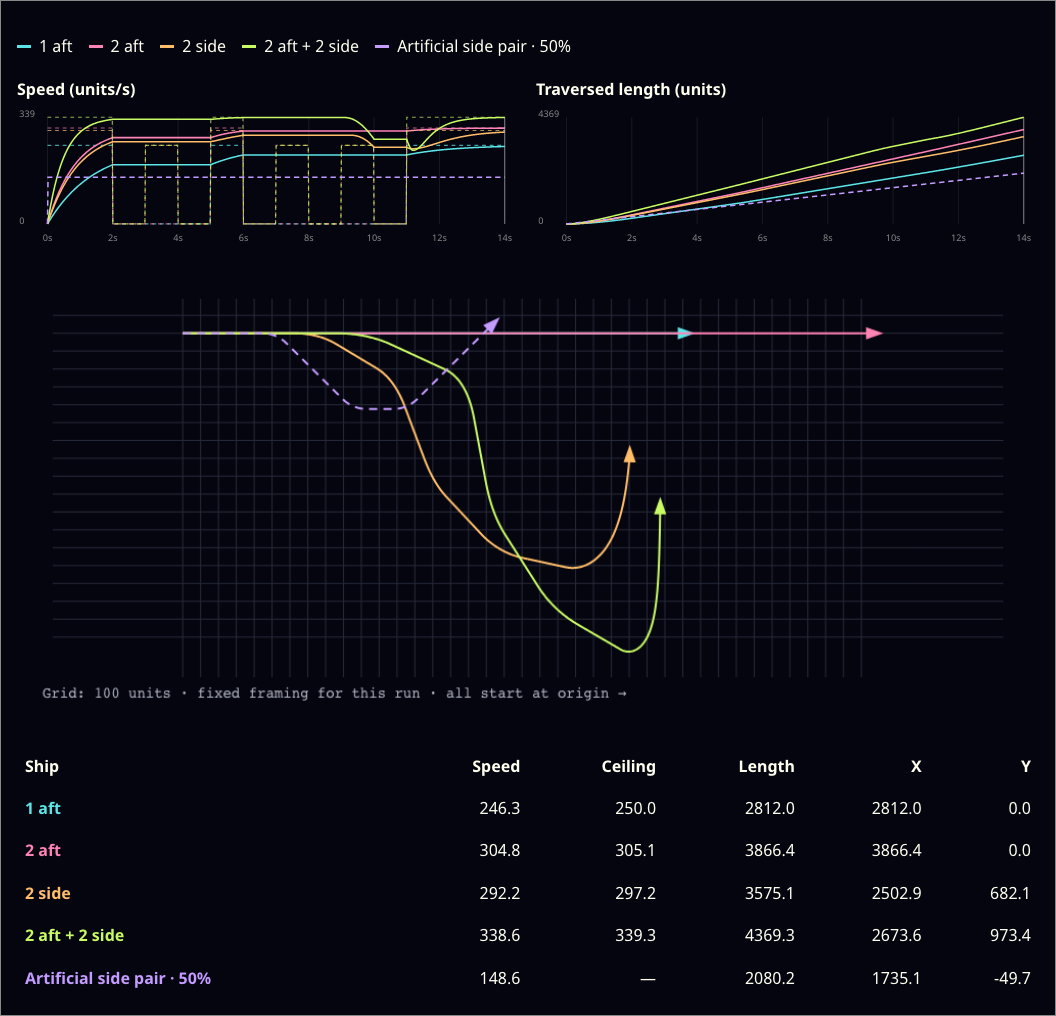 1 aft 2 aft 2 side 2 aft + 2 side Artificial side pair · 50%
Speed (units/s) Traversed length (units)
339 4369
0 0
0s 2s 4s 6s 8s 10s 12s 14s 0s 2s 4s 6s 8s 10s 12s 14s
Grid: 100 units · fixed framing for this run · all start at origin →
Ship Speed Ceiling Length X Y
1 aft 246.3 250.0 2812.0 2812.0 0.0
2 aft 304.8 305.1 3866.4 3866.4 0.0
2 side 292.2 297.2 3575.1 2502.9 682.1
2 aft + 2 side 338.6 339.3 4369.3 2673.6 973.4
Artificial side pair · 50% 148.6 — 2080.2 1735.1 -49.7